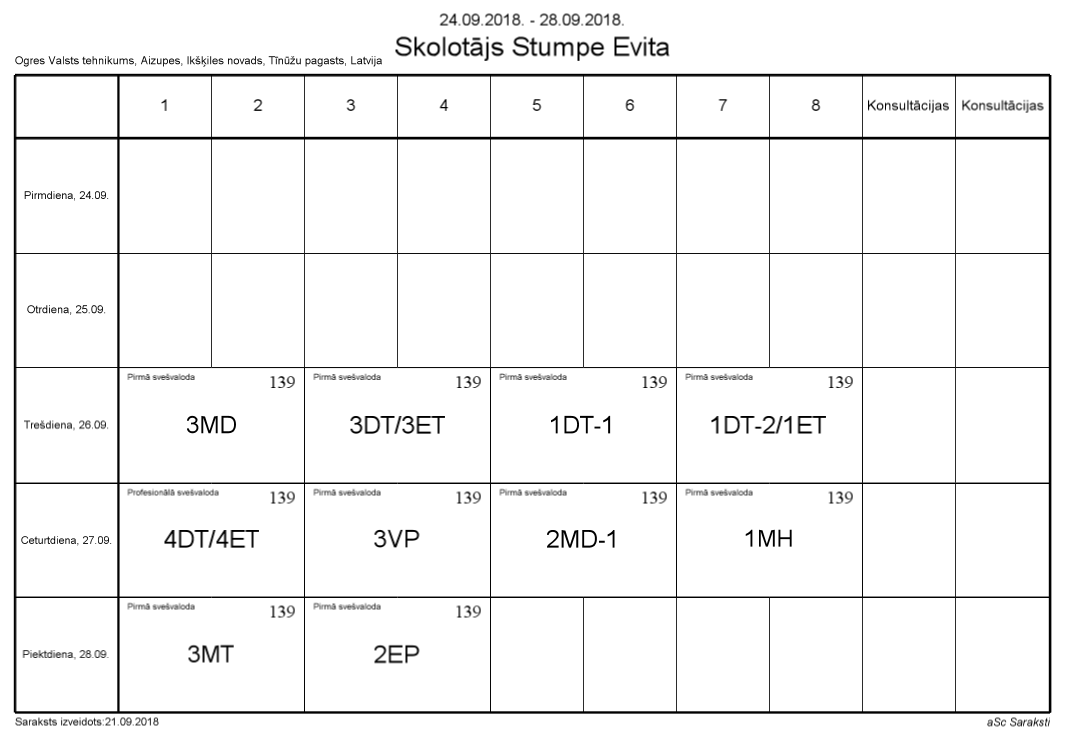 24.09.2018. - 28.09.2018.
Skolotājs Stumpe Evita
Ogres Valsts tehnikums, Aizupes, Ikšķiles novads, Tīnūžu pagasts, Latvija
1 2 3 4 5 6 7 8 Konsultācijas Konsultācijas
Pirmdiena, 24.09.
Otrdiena, 25.09.
Pirmā svešvaloda 139 Pirmā svešvaloda 139 Pirmā svešvaloda 139 Pirmā svešvaloda 139
Trešdiena, 26.09. 3MD 3DT/3ET 1DT-1 1DT-2/1ET
Profesionālā svešvaloda 139 Pirmā svešvaloda 139 Pirmā svešvaloda 139 Pirmā svešvaloda 139
Ceturtdiena, 27.09. 4DT/4ET 3VP 2MD-1 1MH
Pirmā svešvaloda 139 Pirmā svešvaloda 139
Piektdiena, 28.09. 3MT 2EP
Saraksts izveidots:21.09.2018 aSc Saraksti